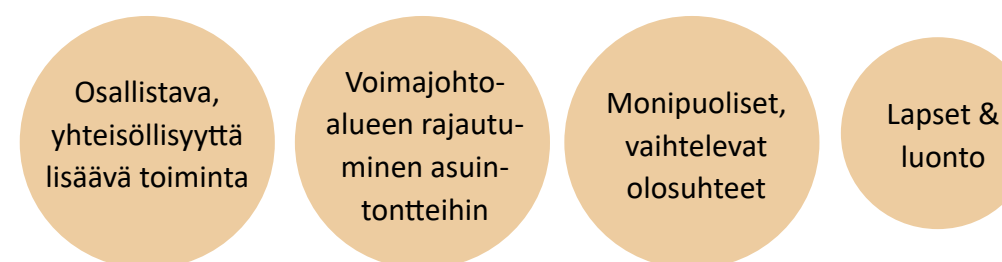 Osallistava,
yhteisöllisyyttä
lisäävä toiminta
Voimajohto-
alueen rajautu-
minen asuin-
tontteihin
Monipuoliset,
vaihtelevat
olosuhteet
Lapset &
luonto